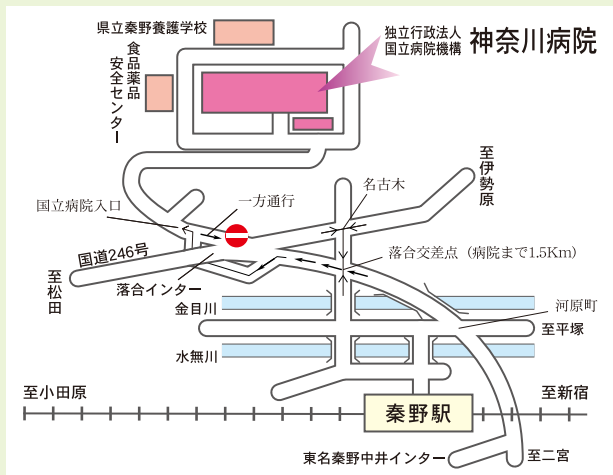 県立秦野養護学校
食品薬品
安全センター
独立行政法人
国立病院機構
神奈川病院
至伊勢原
名古木
国立病院入口
一方通行
国道246号
落合交差点（病院まで1.5Km）
至松田
落合インター
金目川
河原町
至平塚
水無川
至小田原
至新宿
秦野駅
東名秦野中井インター
至二宮